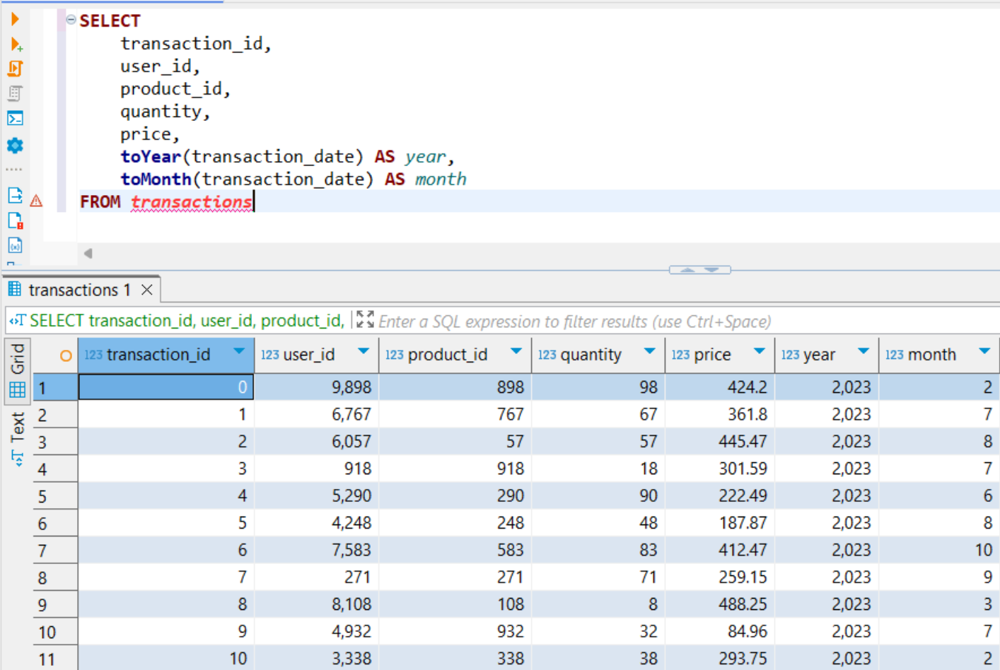 SELECT
transaction_id,
user_id,
product_id,
quantity,
price,
toYear(transaction_date) AS year,
toMonth(transaction_date) AS month
FROM transactions
transactions 1
SELECT transaction_id, user_id, product_id, Enter a SQL expression to filter results (use Ctrl+Space)
Grid
Text
123 transaction_id 123 user_id 123 product_id 123 quantity 123 price 123 year 123 month
1 0 9,898 898 98 424.2 2,023 2
2 1 6,767 767 67 361.8 2,023 7
3 2 6,057 57 57 445.47 2,023 8
4 3 918 918 18 301.59 2,023 7
5 4 5,290 290 90 222.49 2,023 6
6 5 4,248 248 48 187.87 2,023 8
7 6 7,583 583 83 412.47 2,023 10
8 7 271 271 71 259.15 2,023 9
9 8 8,108 108 8 488.25 2,023 3
10 9 4,932 932 32 84.96 2,023 7
11 10 3,338 338 38 293.75 2,023 2